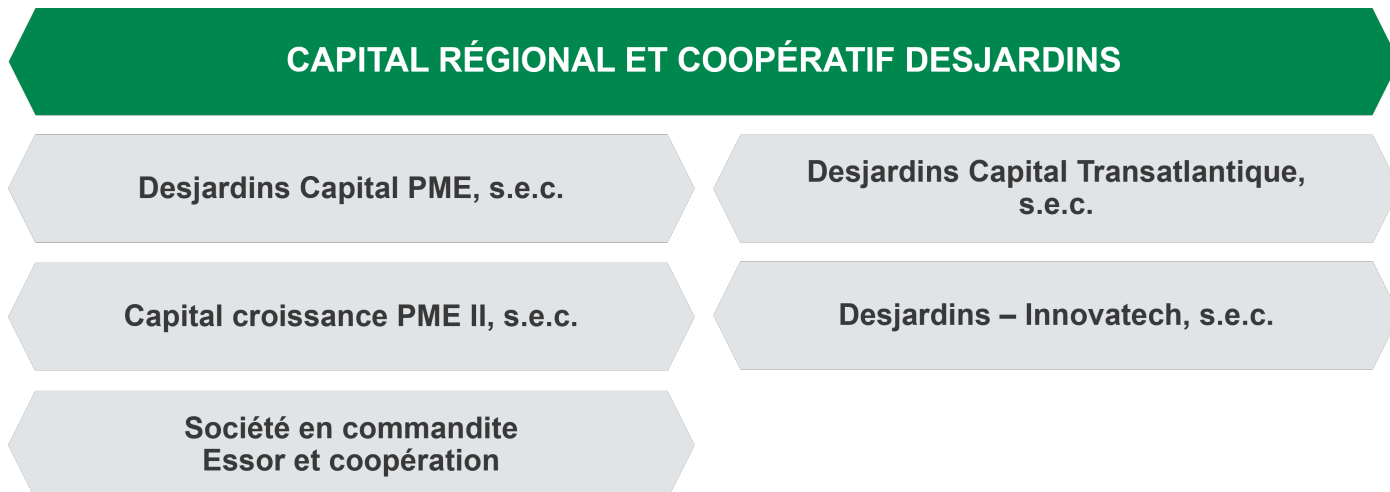 CAPITAL RÉGIONAL ET COOPÉRATIF DESJARDINS
Desjardins Capital PME, s.e.c.
Desjardins Capital Transatlantique,
s.e.c.
Capital croissance PME II, s.e.c.
Desjardins – Innovatech, s.e.c.
Société en commandite
Essor et coopération